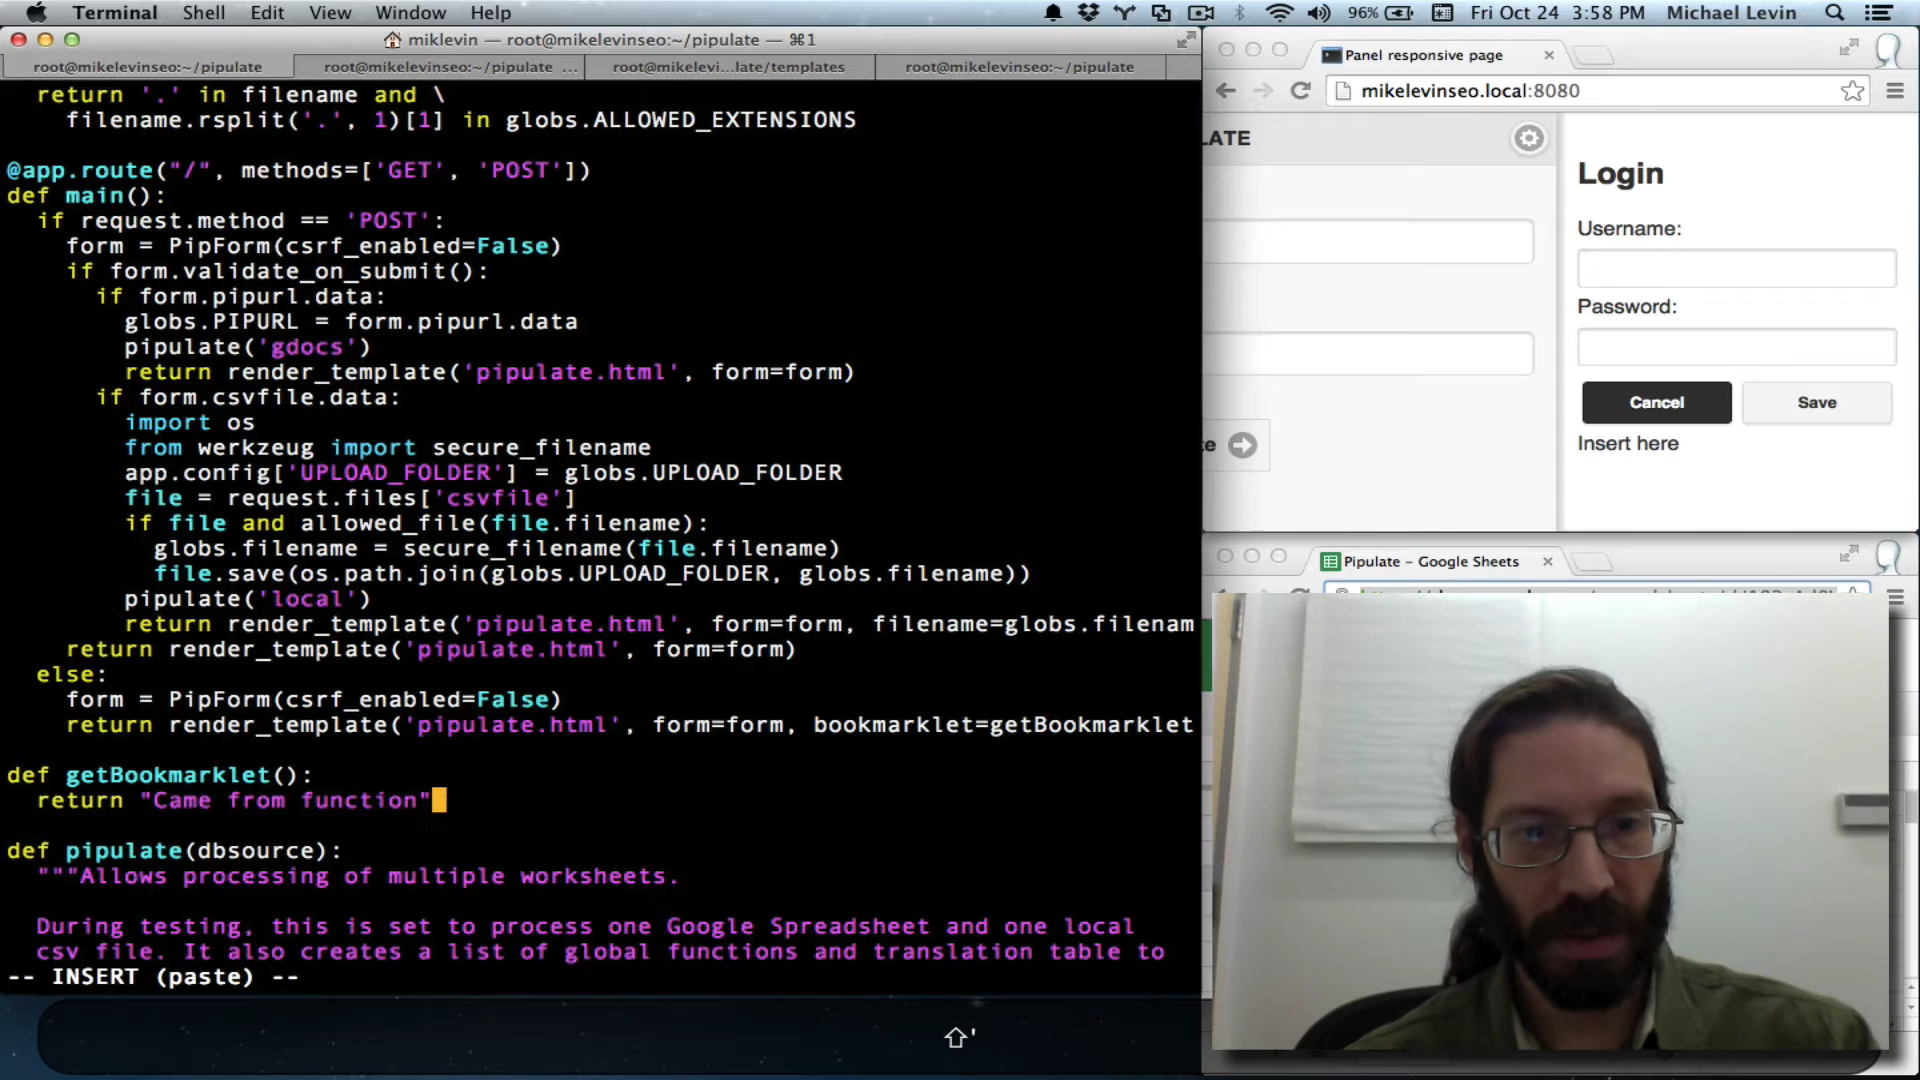 Terminal Shell Edit View Window Help
96% Fri Oct 24 3:58 PM Michael Levin
miklevin — root@mikelevinseo:~/pipulate — ⌘1
root@mikelevinseo:~/pipulate
root@mikelevinseo:~/pipulate ...
root@mikelevi...late/templates
root@mikelevinseo:~/pipulate
return '.' in filename and \
filename.rsplit('.', 1)[1] in globs.ALLOWED_EXTENSIONS
@app.route("/", methods=['GET', 'POST'])
def main():
if request.method == 'POST':
form = PipForm(csrf_enabled=False)
if form.validate_on_submit():
if form.pipurl.data:
globs.PIPURL = form.pipurl.data
pipulate('gdocs')
return render_template('pipulate.html', form=form)
if form.csvfile.data:
import os
from werkzeug import secure_filename
app.config['UPLOAD_FOLDER'] = globs.UPLOAD_FOLDER
file = request.files['csvfile']
if file and allowed_file(file.filename):
globs.filename = secure_filename(file.filename)
file.save(os.path.join(globs.UPLOAD_FOLDER, globs.filename))
pipulate('local')
return render_template('pipulate.html', form=form, filename=globs.filenam
return render_template('pipulate.html', form=form)
else:
form = PipForm(csrf_enabled=False)
return render_template('pipulate.html', form=form, bookmarklet=getBookmarklet
def getBookmarklet():
return "Came from function"
def pipulate(dbsource):
"""Allows processing of multiple worksheets.
During testing, this is set to process one Google Spreadsheet and one local
csv file. It also creates a list of global functions and translation table to
-- INSERT (paste) --
⇧'
Panel responsive page
mikelevinseo.local:8080
LATE
Login
Username:
Password:
Cancel Save
Insert here
Pipulate – Google Sheets